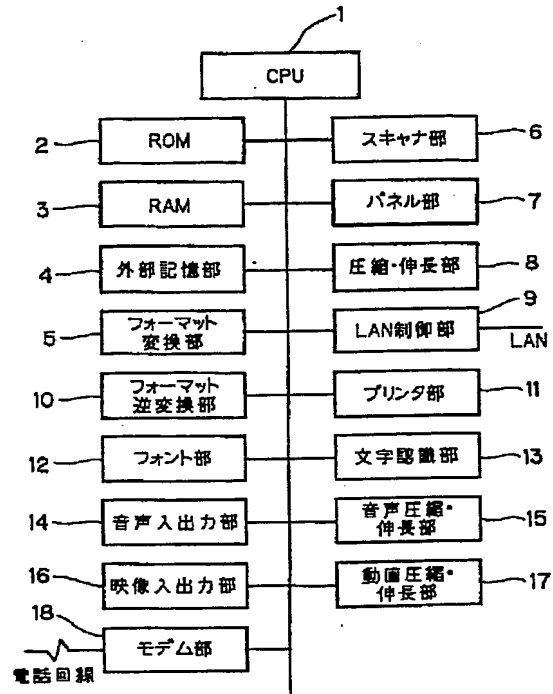 1
CPU
2
ROM
スキャナ部
6
3
RAM
パネル部
7
4
外部記憶部
圧縮・伸長部
8
5
フォーマット
変換部
LAN制御部
9
LAN
10
フォーマット
逆変換部
プリンタ部
11
12
フォント部
文字認識部
13
14
音声入出力部
音声圧縮・
伸長部
15
16
映像入出力部
動画圧縮・
伸長部
17
18
モデム部
電話回線